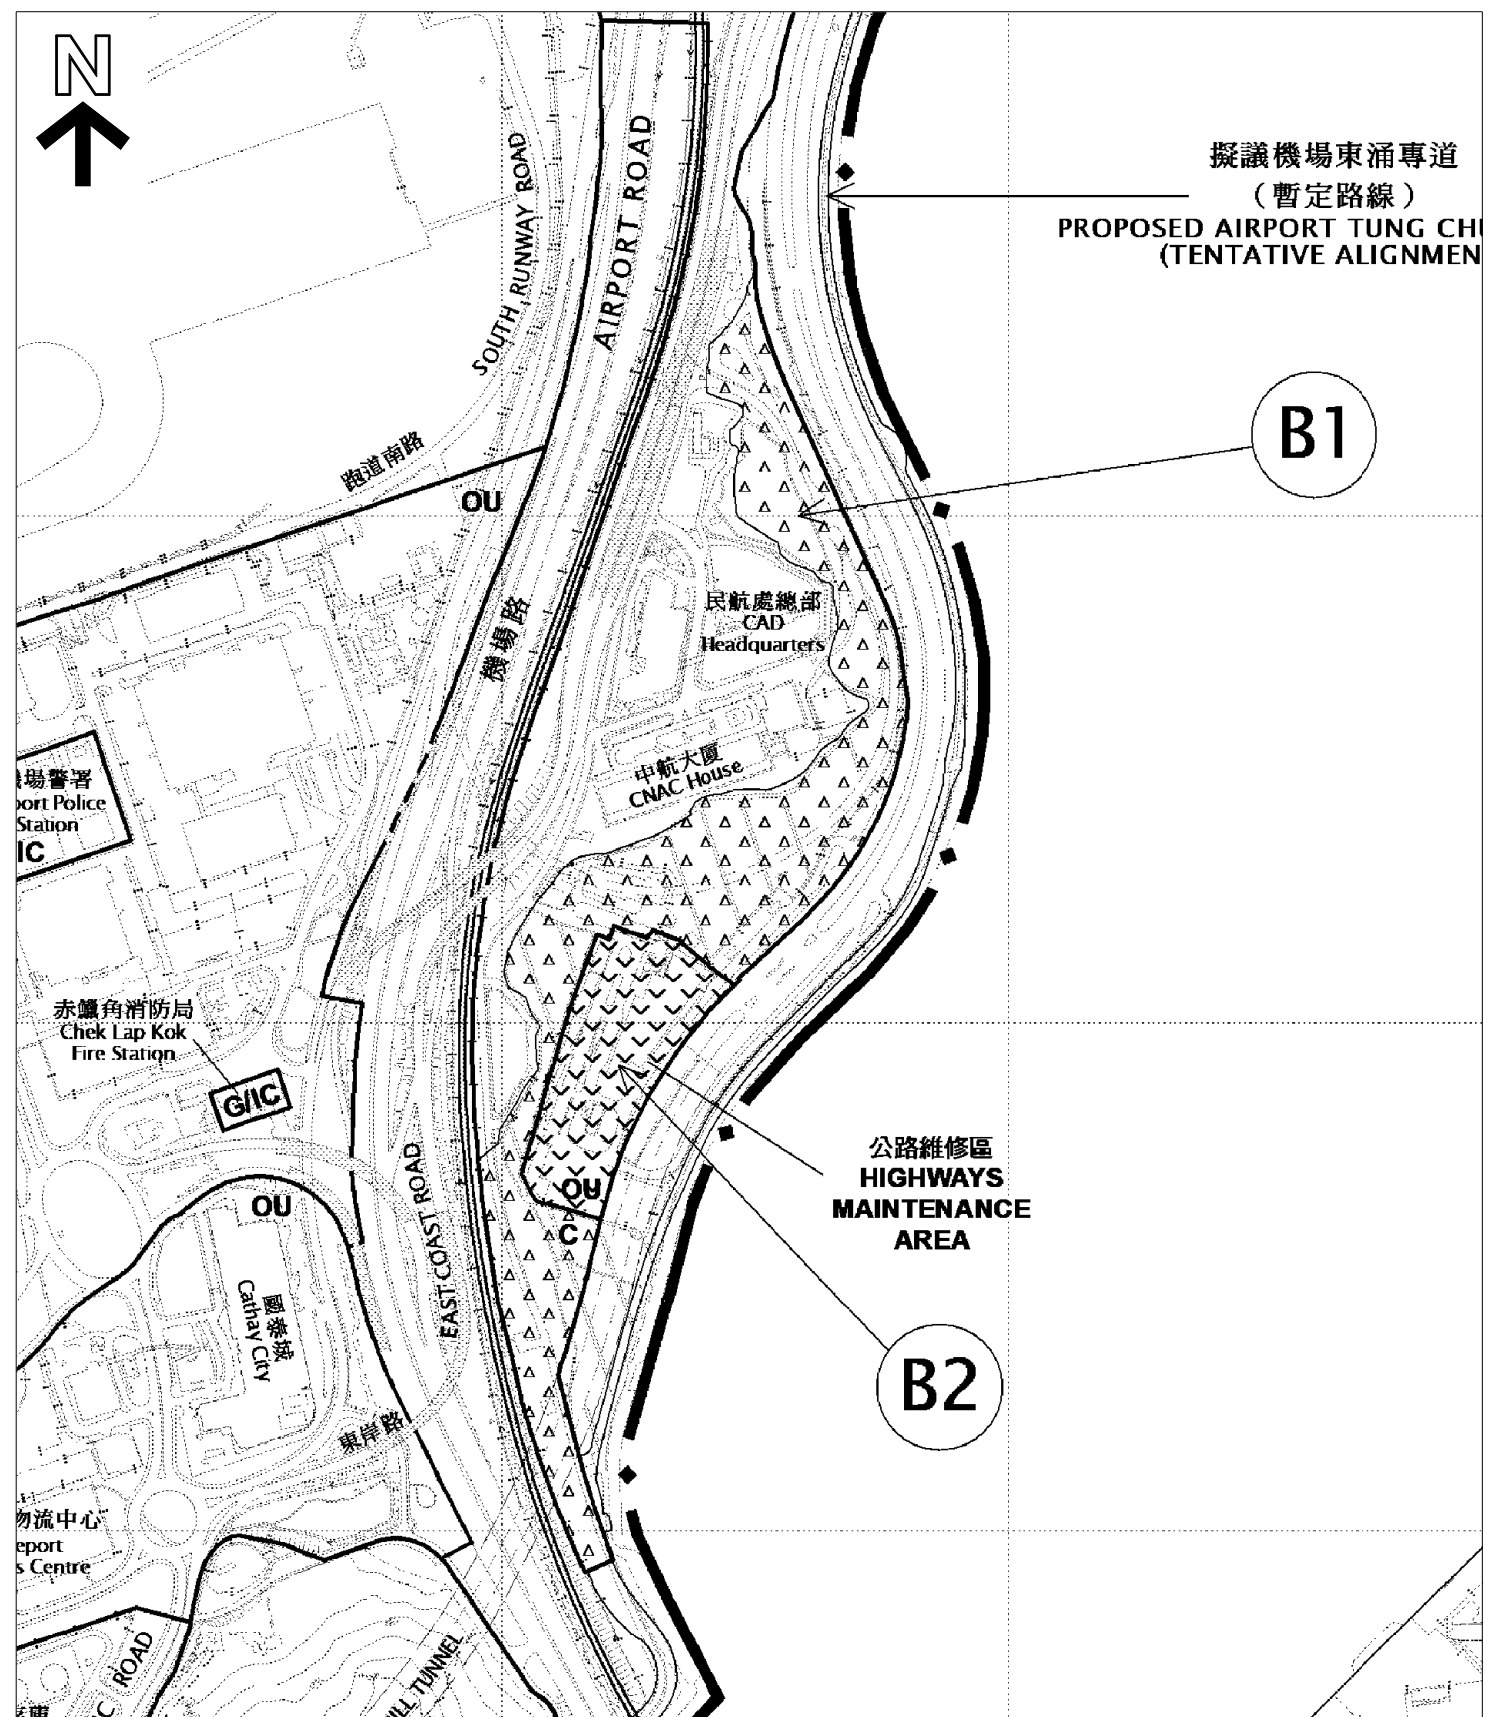 N
擬議機場東涌專道
（暫定路線）
PROPOSED AIRPORT TUNG CH
(TENTATIVE ALIGNMEN
SOUTH RUNWAY ROAD
AIRPORT ROAD
B1
跑道南路
OU
機場路
民航處總部
CAD
Headquarters
中航大廈
CNAC House
場警署
port Police
Station
IC
赤鱲角消防局
Chek Lap Kok
Fire Station
G/IC
公路維修區
HIGHWAYS
MAINTENANCE
AREA
OU
C
OU
EAST COAST ROAD
國泰城
Cathay City
B2
東岸路
物流中心
eport
s Centre
C ROAD
ILL TUNNEL